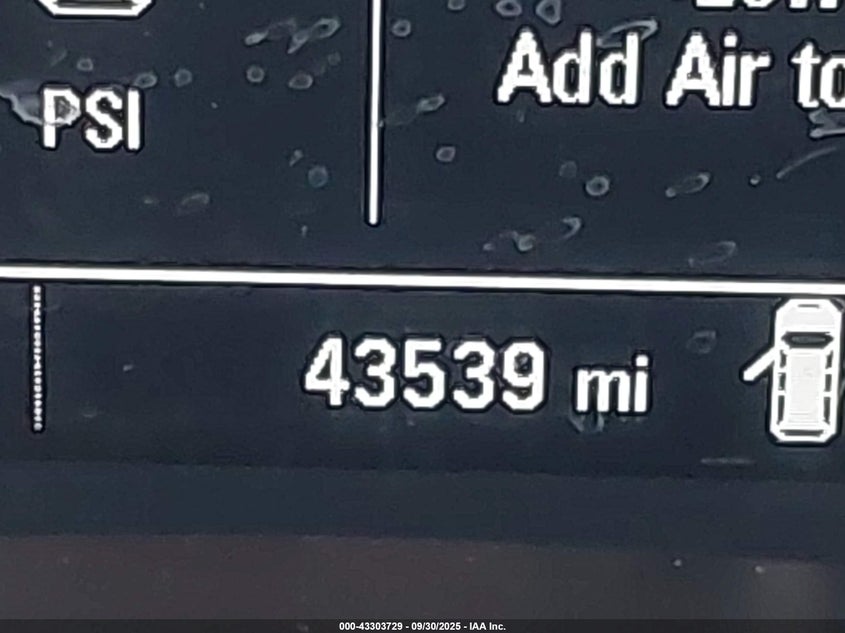 Add Air to
PSI
43539 mi
000-43303729 - 09/30/2025 - IAA Inc.